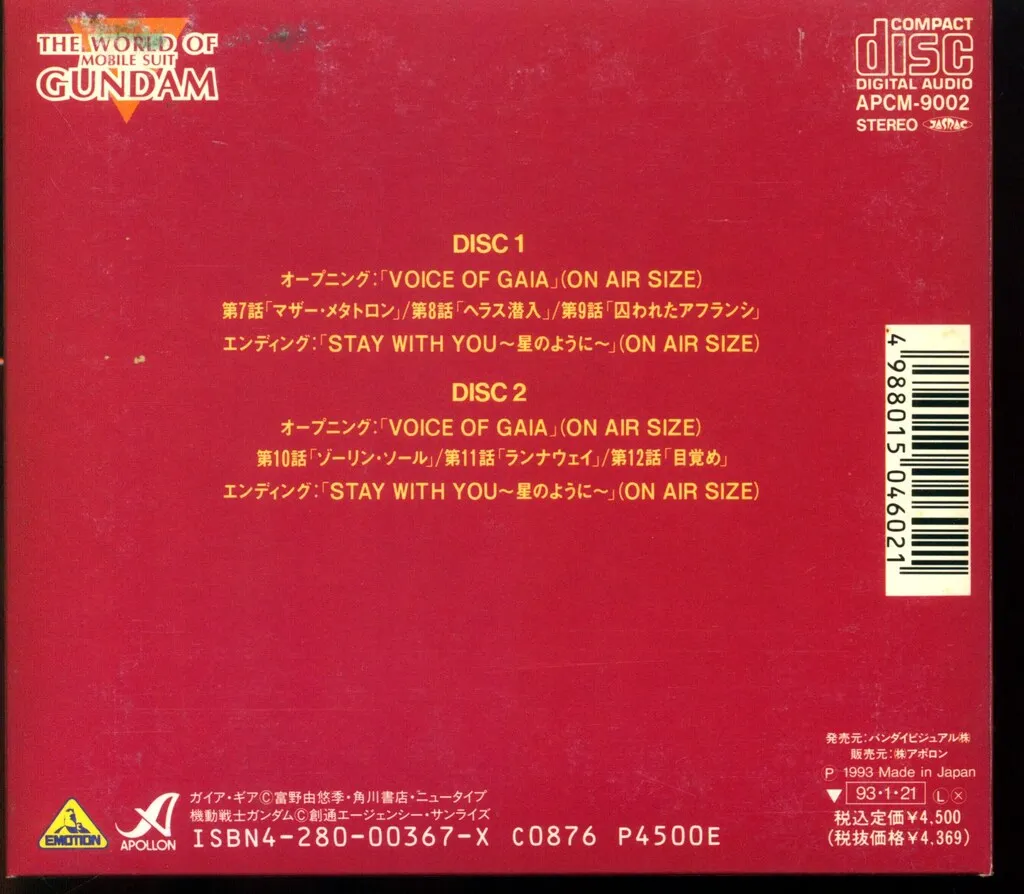 THE WORLD OF
MOBILE SUIT
GUNDAM
COMPACT
disc
DIGITAL AUDIO
APCM-9002
STEREO JASRAC
DISC 1
オープニング:「VOICE OF GAIA」(ON AIR SIZE)
第7話「マザー・メタトロン」/第8話「ヘラス潜入」/第9話「囚われたアフランシ」
エンディング:「STAY WITH YOU～星のように～」(ON AIR SIZE)
DISC 2
オープニング:「VOICE OF GAIA」(ON AIR SIZE)
第10話「ゾーリン・ソール」/第11話「ランナウェイ」/第12話「目覚め」
エンディング:「STAY WITH YOU～星のように～」(ON AIR SIZE)
4 988015 046021
発売元:バンダイビジュアル㈱
販売元:㈱アポロン
Ⓟ 1993 Made in Japan
▼ 93・1・21 Ⓛ Ⓧ
税込定価¥4,500
(税抜価格¥4,369)
EMOTION
APOLLON
ガイア・ギア©富野由悠季・角川書店・ニュータイプ
機動戦士ガンダム©創通エージェンシー・サンライズ
ISBN4-280-00367-X C0876 P4500E